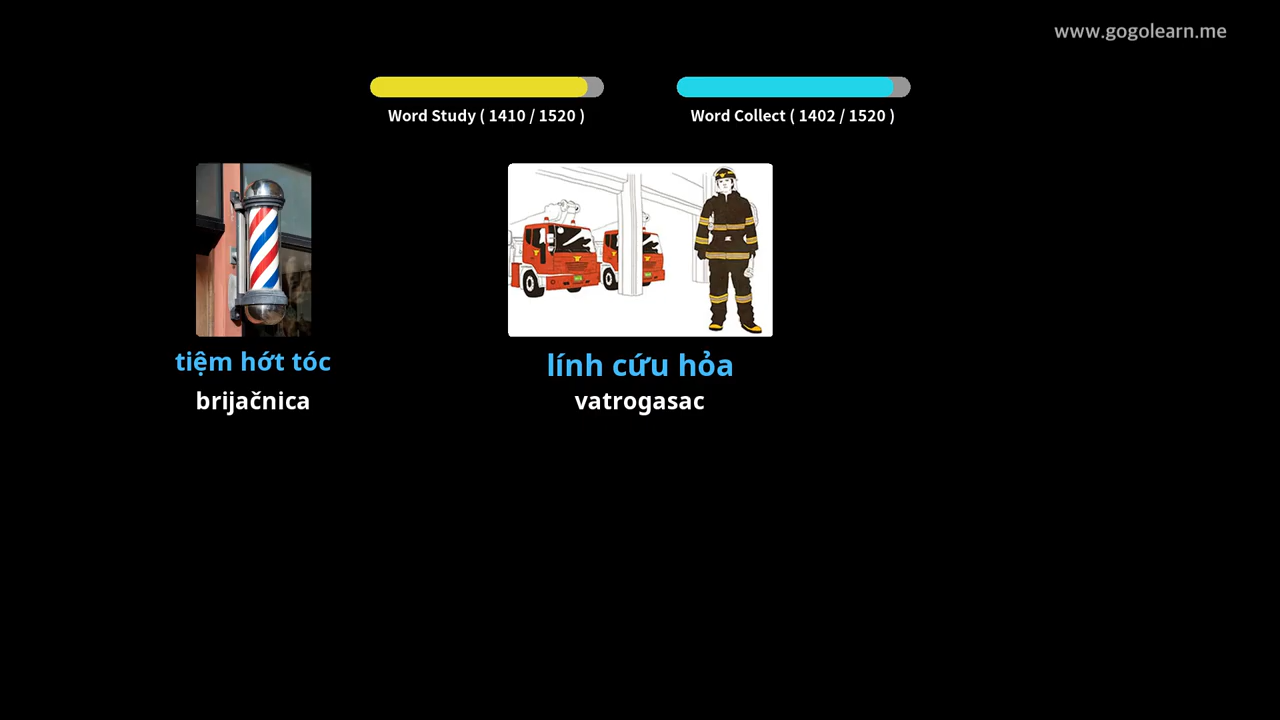 www.gogolearn.me
Word Study ( 1410 / 1520 )
Word Collect ( 1402 / 1520 )
tiệm hớt tóc
brijačnica
lính cứu hỏa
vatrogasac